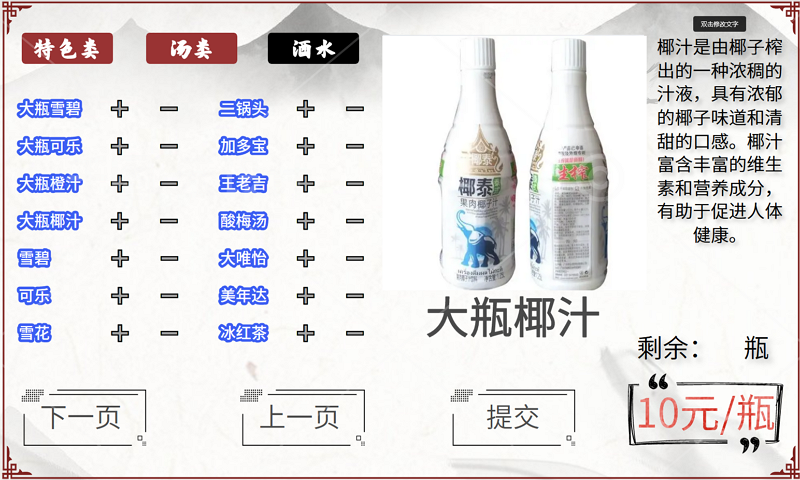 双击修改文字
特色类 汤类 酒水
大瓶雪碧 + — 二锅头 + —
大瓶可乐 + — 加多宝 + —
大瓶橙汁 + — 王老吉 + —
大瓶椰汁 + — 酸梅汤 + —
雪碧 + — 大唯怡 + —
可乐 + — 美年达 + —
雪花 + — 冰红茶 + —
椰泰
椰泰
果肉椰子汁
生榨
大瓶椰汁
椰汁是由椰子榨
出的一种浓稠的
汁液，具有浓郁
的椰子味道和清
甜的口感。椰汁
富含丰富的维生
素和营养成分，
有助于促进人体
健康。
剩余： 瓶
“10元/瓶”
下一页 上一页 提交